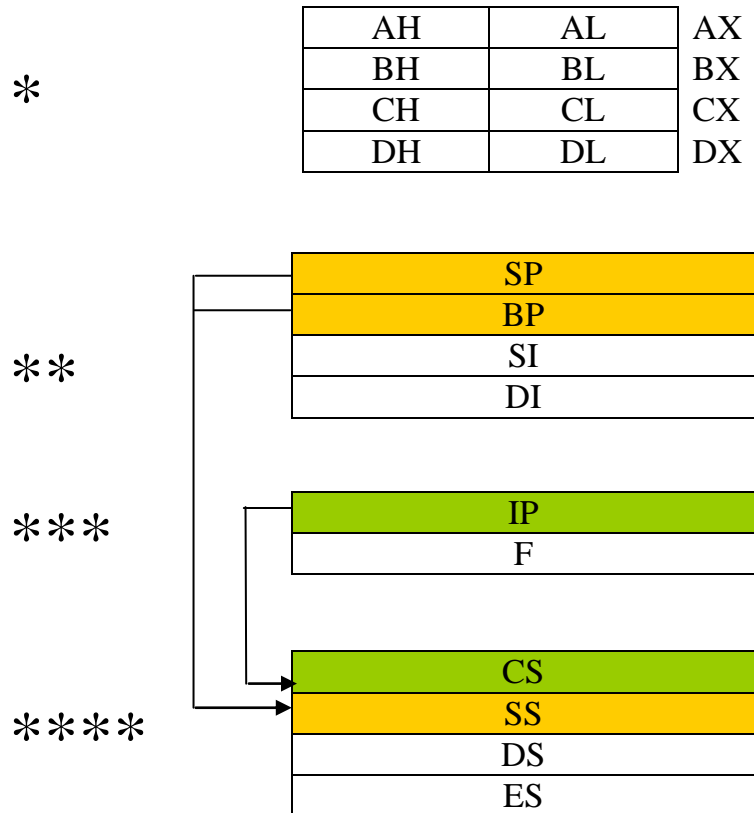 AH AL AX
* BH BL BX
CH CL CX
DH DL DX
SP
BP
** SI
DI
*** IP
F
CS
**** SS
DS
ES